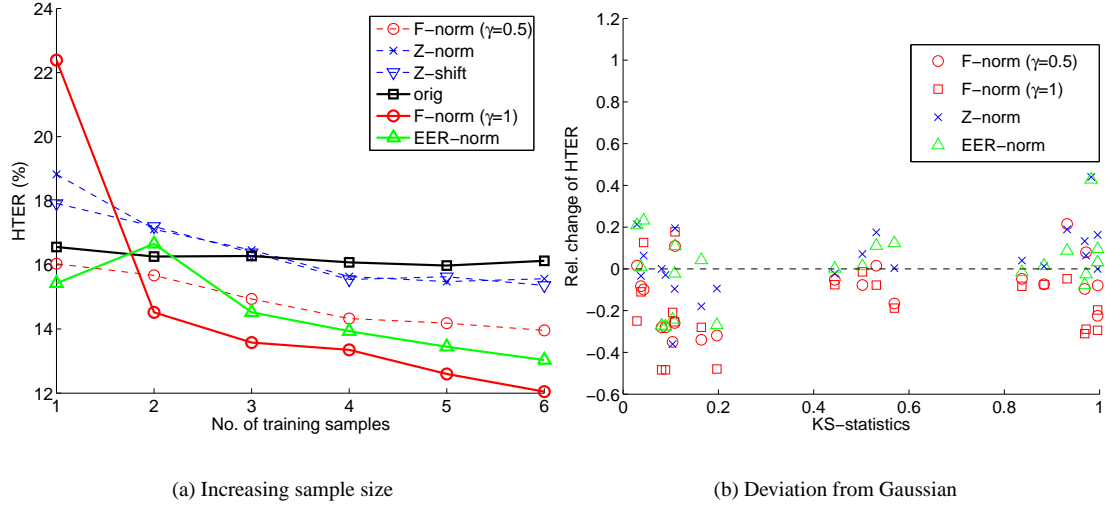 24
22
20
18
16
14
12
HTER (%)
1
2
3
4
5
6
No. of training samples
F−norm (γ=0.5)
Z−norm
Z−shift
orig
F−norm (γ=1)
EER−norm
(a) Increasing sample size
1.2
1
0.8
0.6
0.4
0.2
0
−0.2
−0.4
−0.6
Rel. change of HTER
0
0.2
0.4
0.6
0.8
1
KS−statistics
F−norm (γ=0.5)
F−norm (γ=1)
Z−norm
EER−norm
(b) Deviation from Gaussian